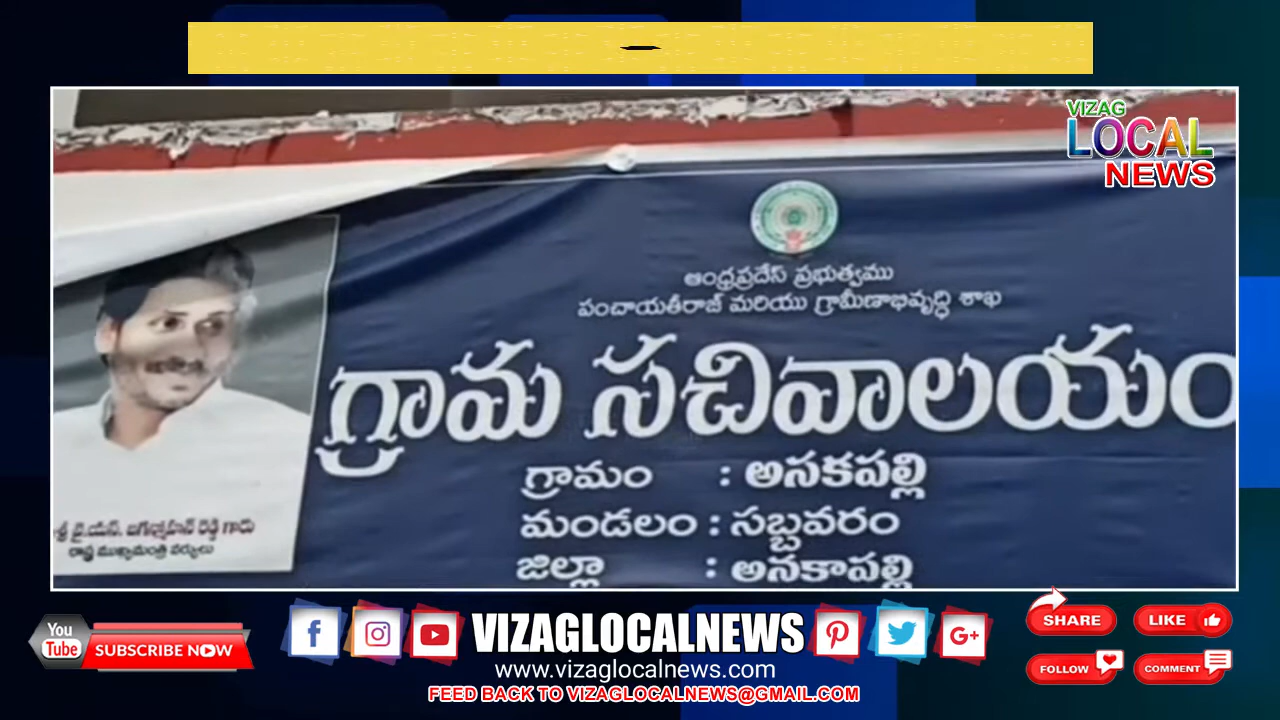 VIZAG
LOCAL
NEWS
ఆంధ్రప్రదేశ్ ప్రభుత్వము
పంచాయతీరాజ్ మరియు గ్రామీణాభివృద్ధి శాఖ
గ్రామ సచివాలయం
గ్రామం : అసకపల్లి
మండలం : సబ్బవరం
జిల్లా : అనకాపల్లి
శ్రీ వై.యస్. జగన్మోహన్ రెడ్డి గారు
రాష్ట్ర ముఖ్యమంత్రి వర్యులు
You
Tube
SUBSCRIBE NOW
VIZAGLOCALNEWS
www.vizaglocalnews.com
FEED BACK TO VIZAGLOCALNEWS@GMAIL.COM
SHARE
LIKE
FOLLOW
COMMENT